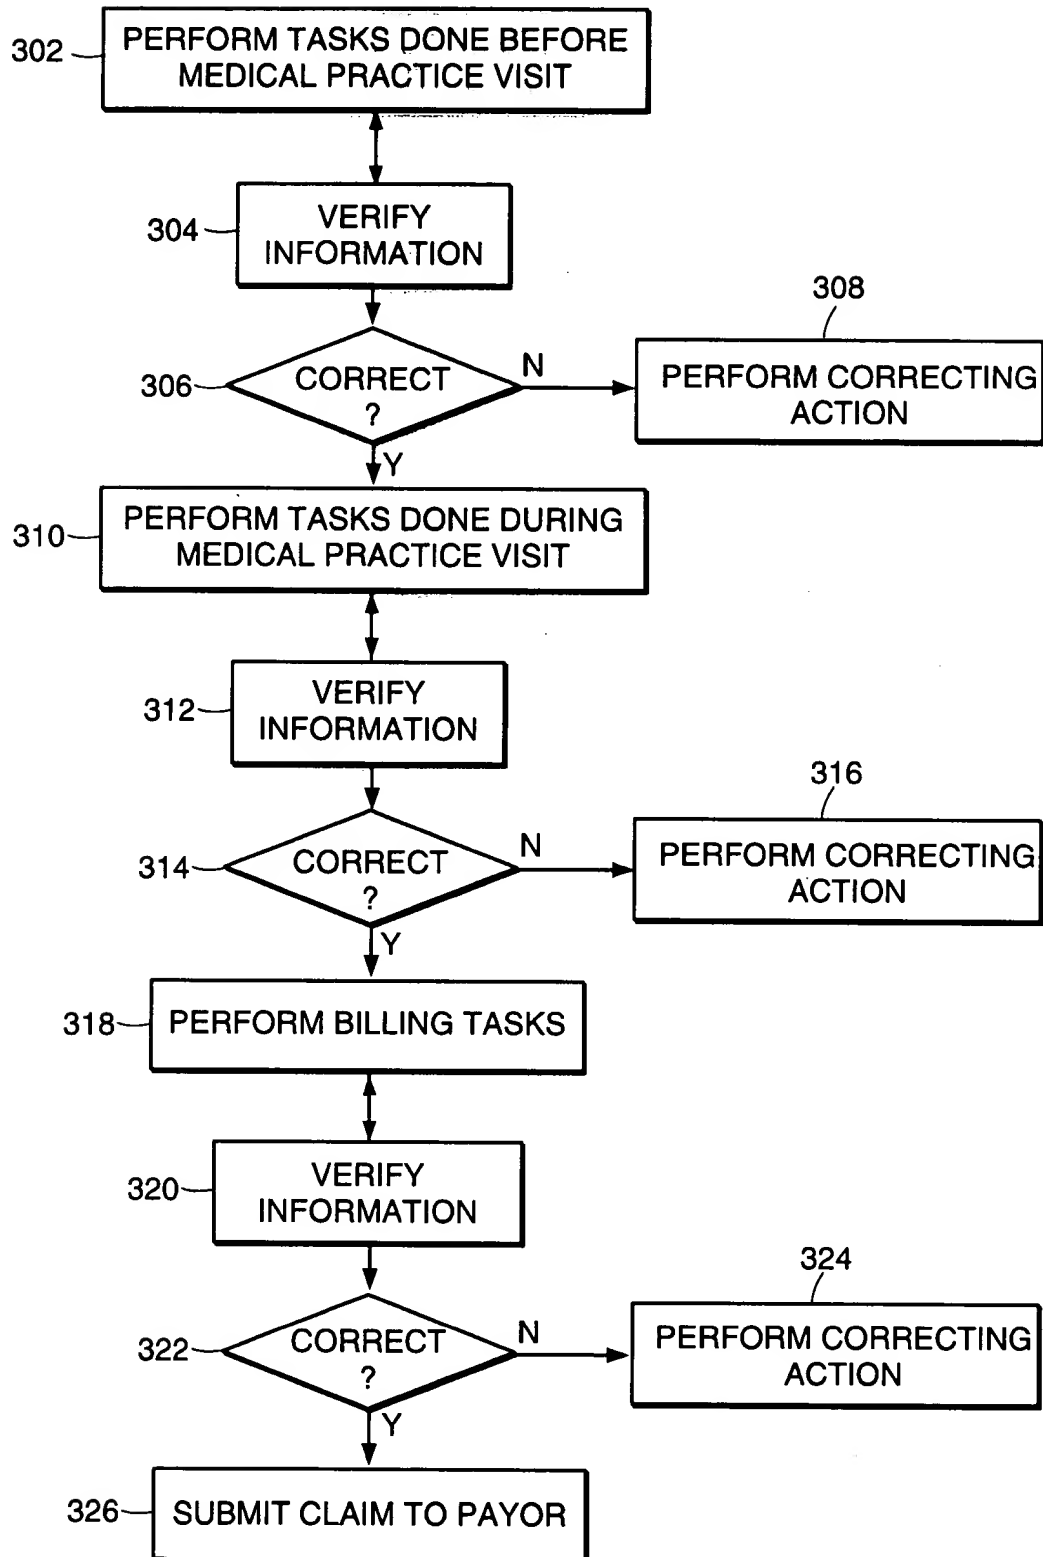 302
PERFORM TASKS DONE BEFORE
MEDICAL PRACTICE VISIT
304
VERIFY
INFORMATION
306
CORRECT
?
N
Y
308
PERFORM CORRECTING
ACTION
310
PERFORM TASKS DONE DURING
MEDICAL PRACTICE VISIT
312
VERIFY
INFORMATION
314
CORRECT
?
N
Y
316
PERFORM CORRECTING
ACTION
318
PERFORM BILLING TASKS
320
VERIFY
INFORMATION
322
CORRECT
?
N
Y
324
PERFORM CORRECTING
ACTION
326
SUBMIT CLAIM TO PAYOR